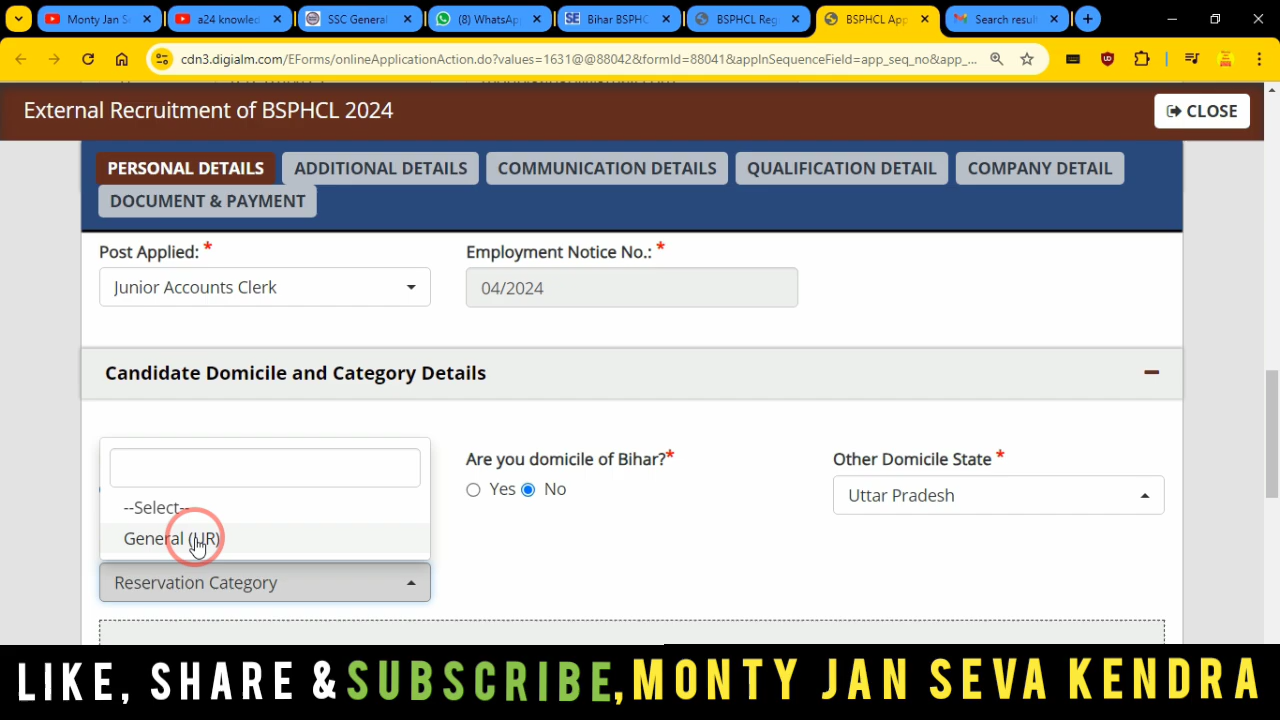 Monty Jan S
a24 knowled
SSC General
(8) WhatsAp
Bihar BSPHC
BSPHCL Reg
BSPHCL App
Search result
cdn3.digialm.com/EForms/onlineApplicationAction.do?values=1631@@88042&formId=88041&appInSequenceField=app_seq_no&app_...
External Recruitment of BSPHCL 2024
CLOSE
PERSONAL DETAILS
ADDITIONAL DETAILS
COMMUNICATION DETAILS
QUALIFICATION DETAIL
COMPANY DETAIL
DOCUMENT & PAYMENT
Post Applied: *
Employment Notice No.: *
Junior Accounts Clerk
04/2024
Candidate Domicile and Category Details
Are you domicile of Bihar?*
Other Domicile State *
Yes
No
Uttar Pradesh
--Select--
General (UR)
Reservation Category
LIKE, SHARE & SUBSCRIBE, MONTY JAN SEVA KENDRA